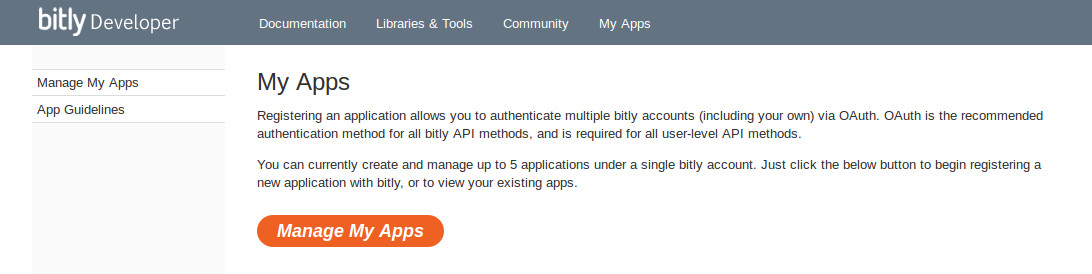 bitly Developer
Documentation Libraries & Tools Community My Apps
Manage My Apps
App Guidelines
My Apps
Registering an application allows you to authenticate multiple bitly accounts (including your own) via OAuth. OAuth is the recommended
authentication method for all bitly API methods, and is required for all user-level API methods.
You can currently create and manage up to 5 applications under a single bitly account. Just click the below button to begin registering a
new application with bitly, or to view your existing apps.
Manage My Apps